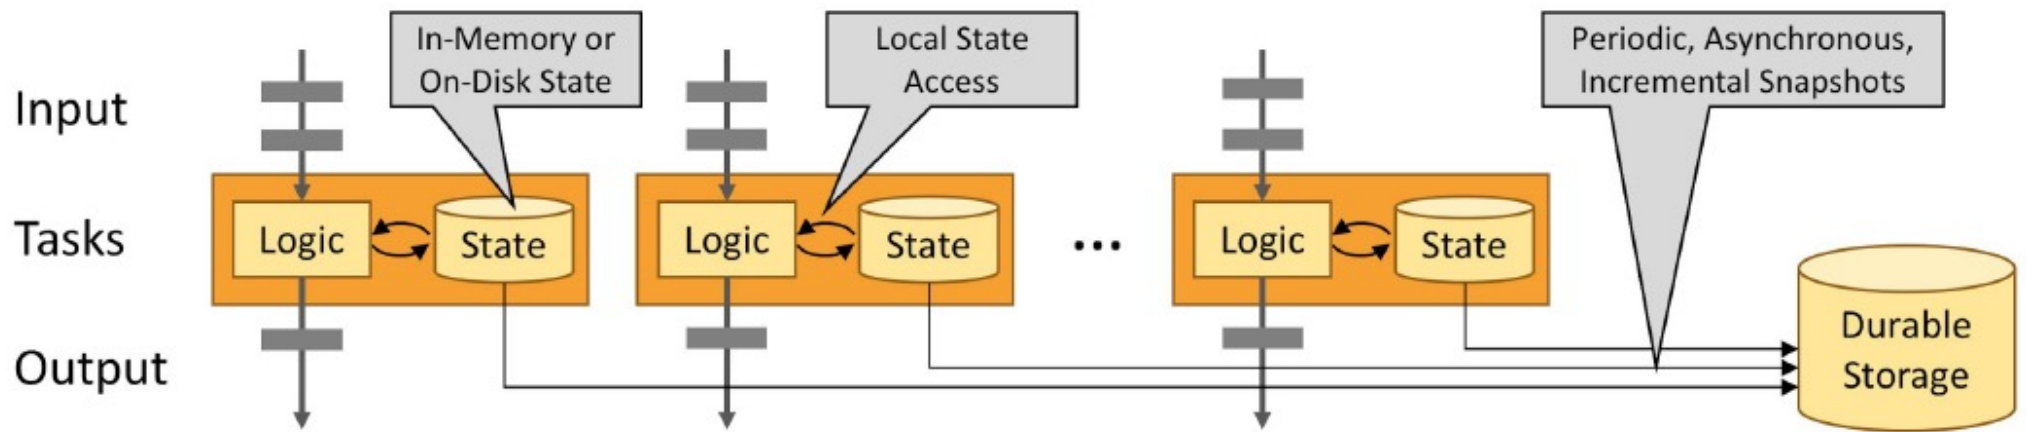 In-Memory or
On-Disk State
Local State
Access
Periodic, Asynchronous,
Incremental Snapshots
Input
Tasks
Logic
State
Logic
State
...
Logic
State
Durable
Storage
Output